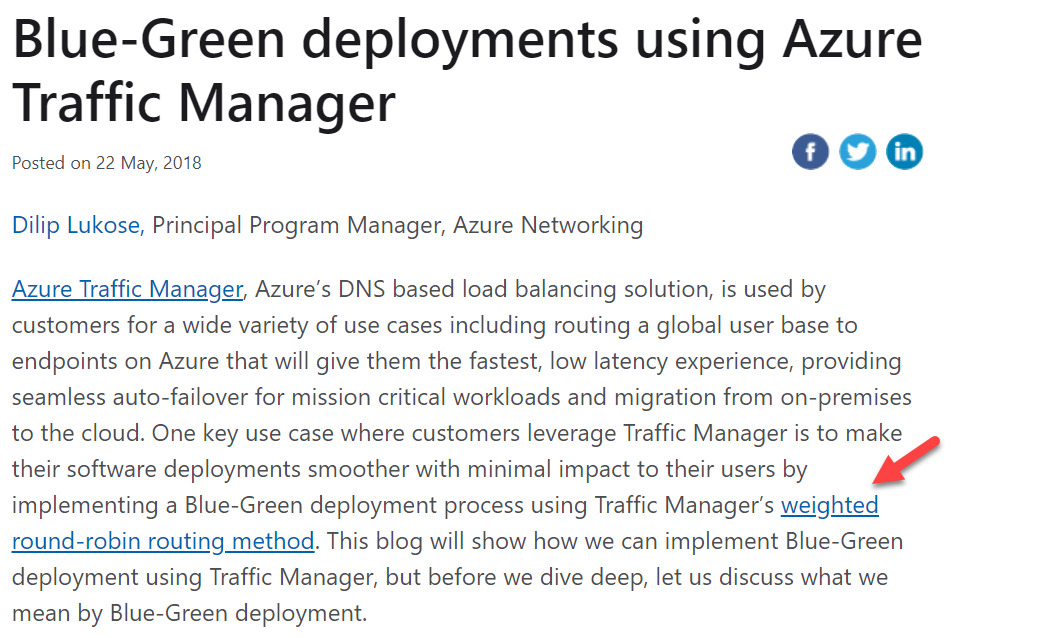 Blue-Green deployments using Azure
Traffic Manager
Posted on 22 May, 2018
f
in
Dilip Lukose, Principal Program Manager, Azure Networking
Azure Traffic Manager, Azure’s DNS based load balancing solution, is used by
customers for a wide variety of use cases including routing a global user base to
endpoints on Azure that will give them the fastest, low latency experience, providing
seamless auto-failover for mission critical workloads and migration from on-premises
to the cloud. One key use case where customers leverage Traffic Manager is to make
their software deployments smoother with minimal impact to their users by
implementing a Blue-Green deployment process using Traffic Manager’s weighted
round-robin routing method. This blog will show how we can implement Blue-Green
deployment using Traffic Manager, but before we dive deep, let us discuss what we
mean by Blue-Green deployment.